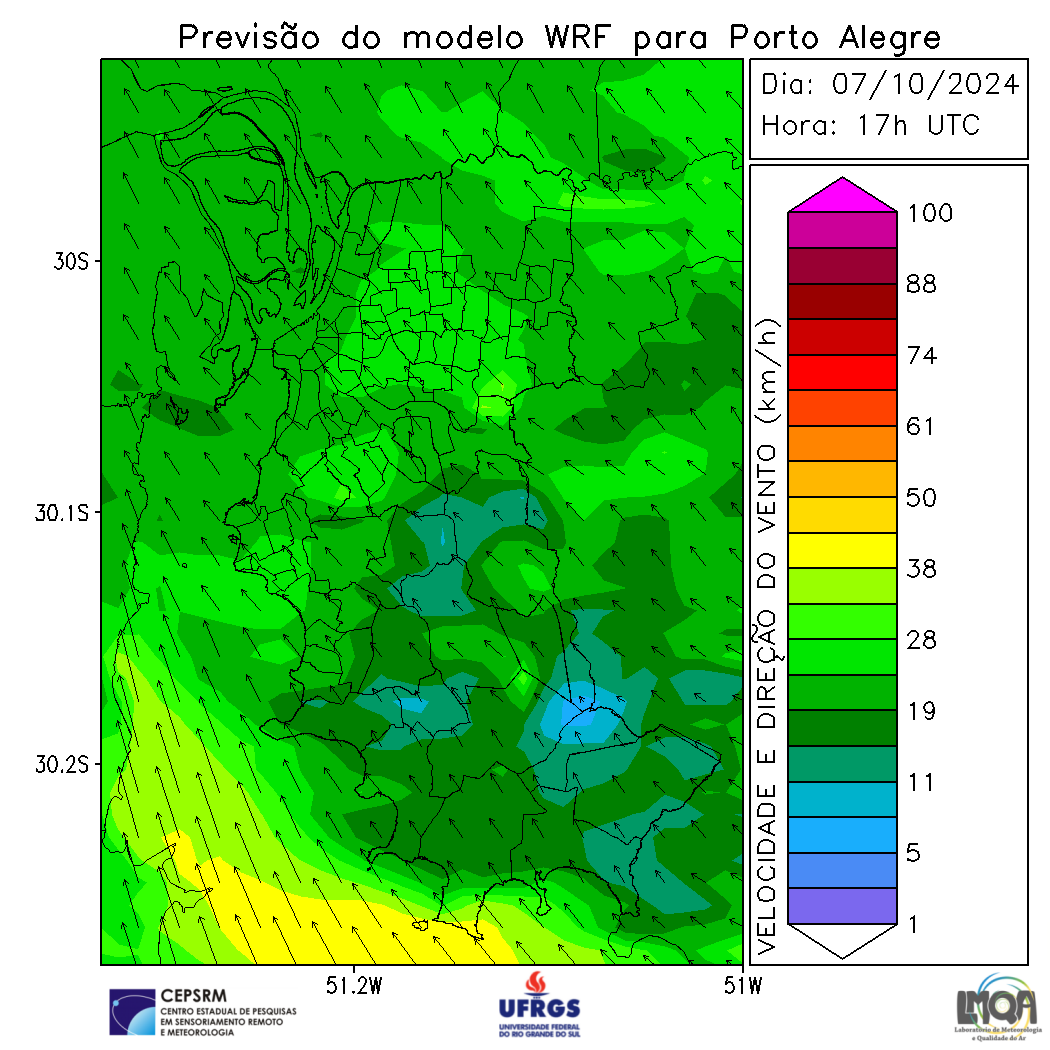 Previsão do modelo WRF para Porto Alegre
Dia: 07/10/2024
Hora: 17h UTC
30S
30.1S
30.2S
51.2W
51W
VELOCIDADE E DIREÇÃO DO VENTO (km/h)
100
88
74
61
50
38
28
19
11
5
1
CEPSRM
CENTRO ESTADUAL DE PESQUISAS
EM SENSORIAMENTO REMOTO
E METEOROLOGIA
UFRGS
UNIVERSIDADE FEDERAL
DO RIO GRANDE DO SUL
LMQA
Laboratório de Meteorologia
e Qualidade do Ar